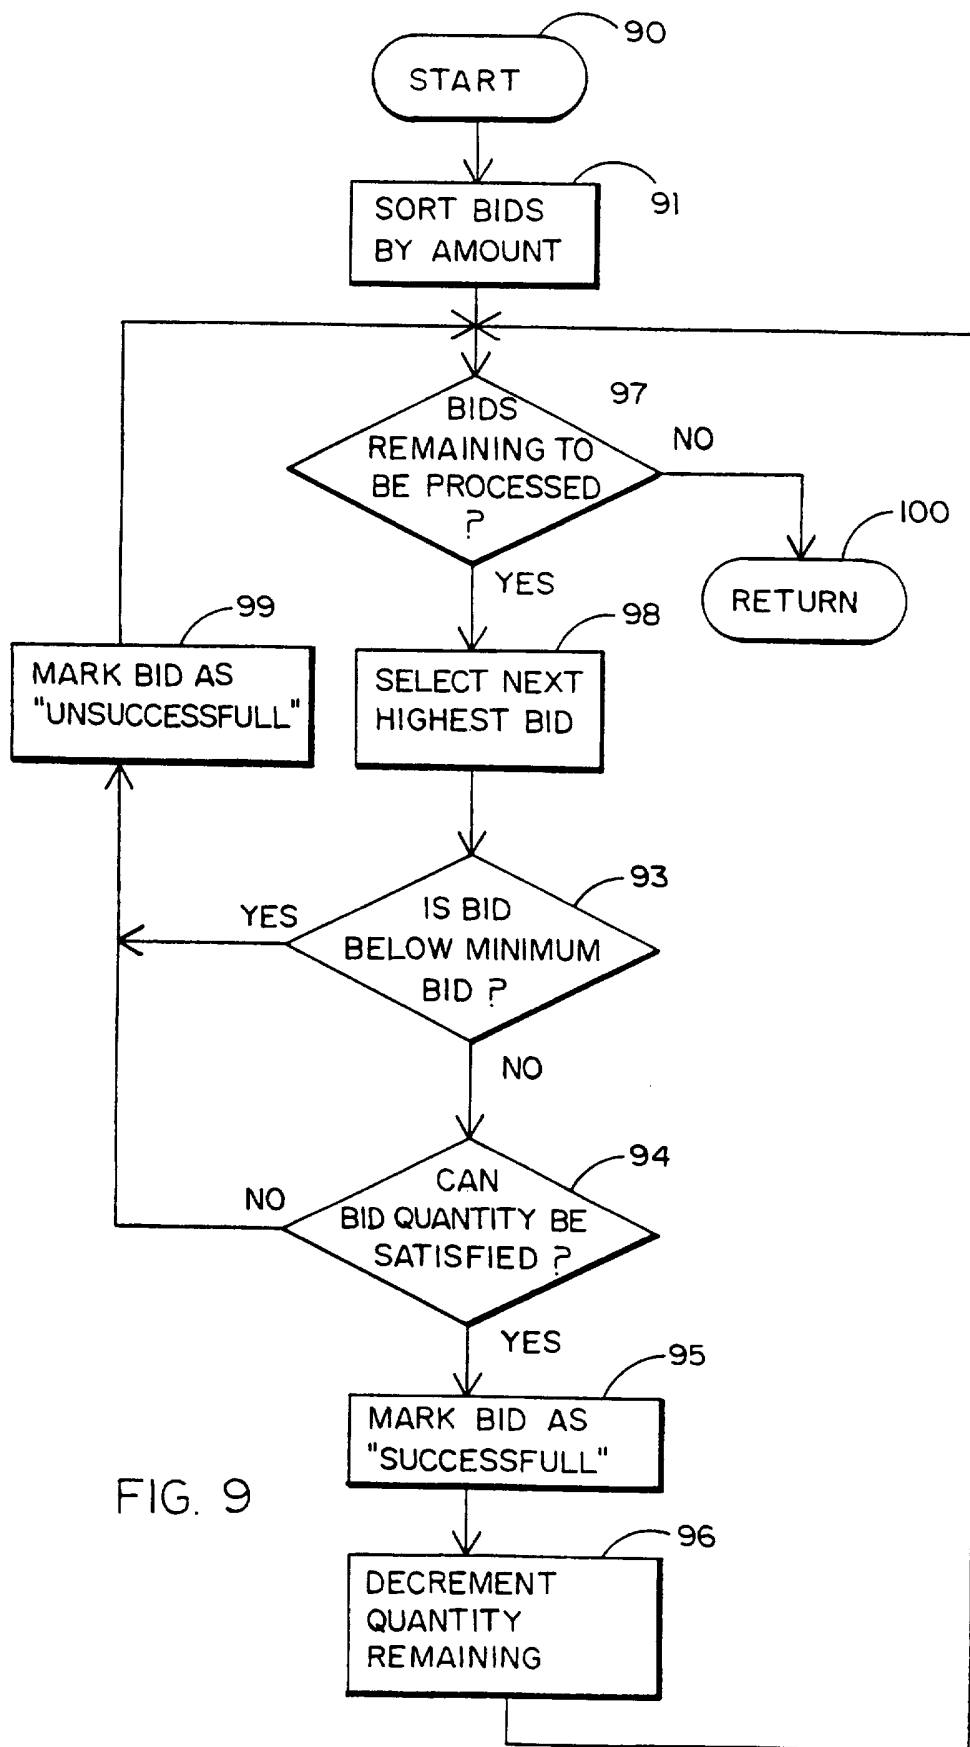 90
START
91
SORT BIDS
BY AMOUNT
97
BIDS
REMAINING TO
BE PROCESSED
?
NO
100
RETURN
YES
99
MARK BID AS
"UNSUCCESSFULL"
98
SELECT NEXT
HIGHEST BID
93
YES
IS BID
BELOW MINIMUM
BID ?
NO
94
NO
CAN
BID QUANTITY BE
SATISFIED ?
YES
95
MARK BID AS
"SUCCESSFULL"
FIG. 9
96
DECREMENT
QUANTITY
REMAINING